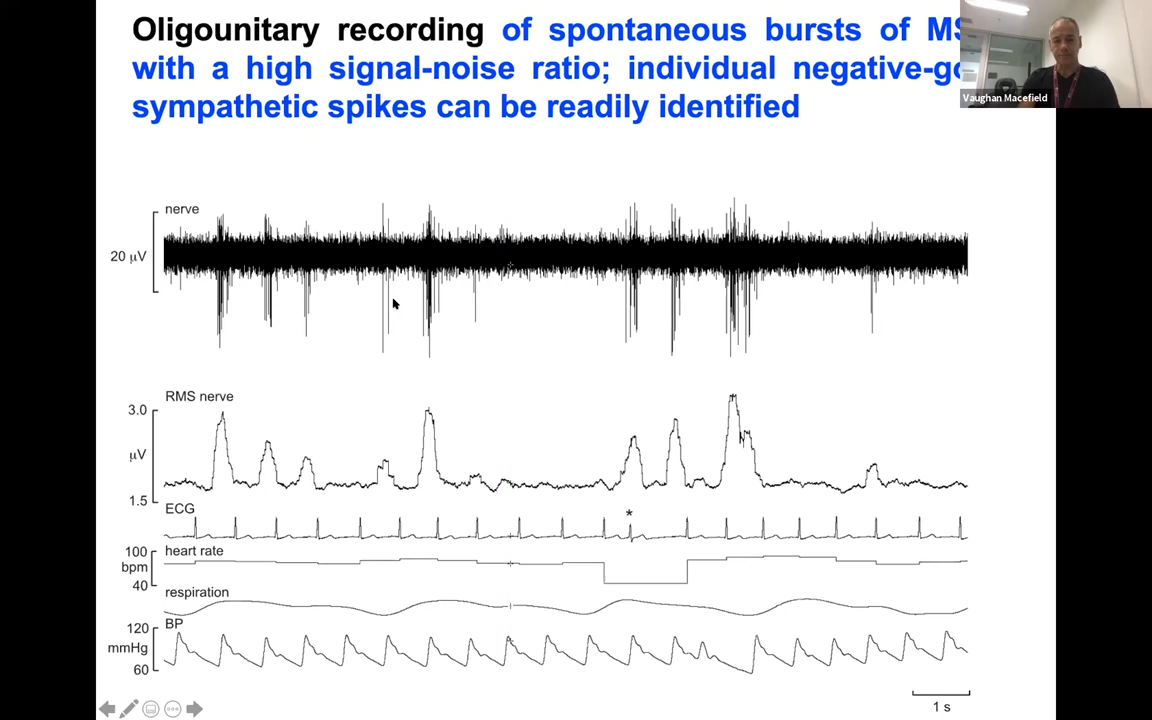 Oligounitary recording of spontaneous bursts of
with a high signal-noise ratio; individual
sympathetic spikes can be readily identified
Vaughan Macefield
nerve
20 μV
RMS nerve
3.0
μV
1.5
ECG
*
100
heart rate
bpm
40
respiration
120
BP
mmHg
60
1 s